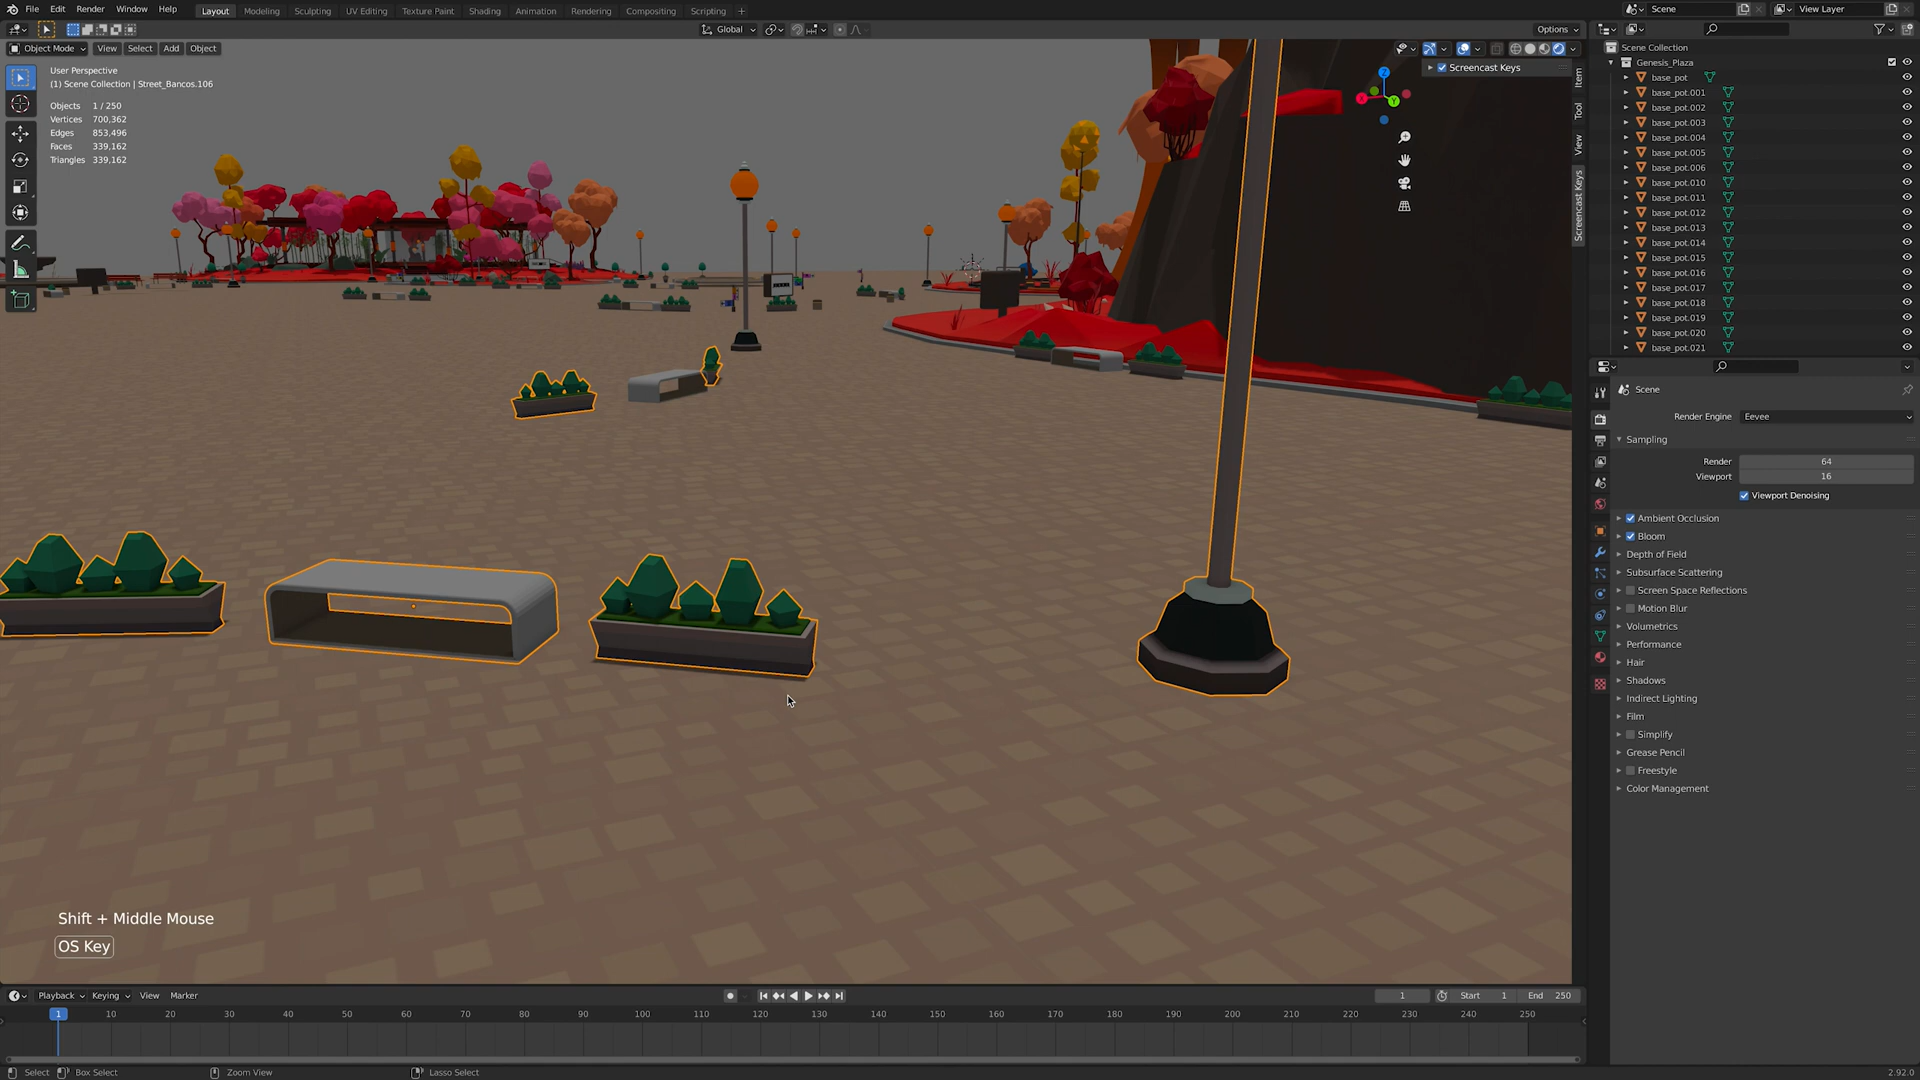 File Edit Render Window Help Layout Modeling Sculpting UV Editing Texture Paint Shading Animation Rendering Compositing Scripting + Scene View Layer
Global Options
Object Mode View Select Add Object
User Perspective
(1) Scene Collection | Street_Bancos.106
Objects 1 / 250
Vertices 700,362
Edges 853,496
Faces 339,162
Triangles 339,162
Screencast Keys
Z
X
Y
Item
Tool
View
Screencast Keys
Scene Collection
Genesis_Plaza
base_pot
base_pot.001
base_pot.002
base_pot.003
base_pot.004
base_pot.005
base_pot.006
base_pot.010
base_pot.011
base_pot.012
base_pot.013
base_pot.014
base_pot.015
base_pot.016
base_pot.017
base_pot.018
base_pot.019
base_pot.020
base_pot.021
Scene
Render Engine Eevee
Sampling
Render 64
Viewport 16
Viewport Denoising
Ambient Occlusion
Bloom
Depth of Field
Subsurface Scattering
Screen Space Reflections
Motion Blur
Volumetrics
Performance
Hair
Shadows
Indirect Lighting
Film
Simplify
Grease Pencil
Freestyle
Color Management
Shift + Middle Mouse
OS Key
Playback Keying View Marker 1 Start 1 End 250
1 10 20 30 40 50 60 70 80 90 100 110 120 130 140 150 160 170 180 190 200 210 220 230 240 250
Select Box Select Zoom View Lasso Select 2.92.0